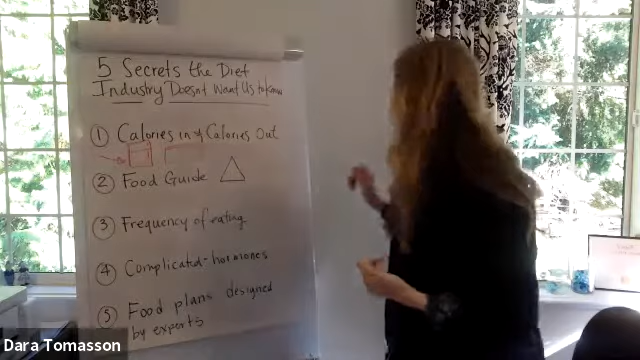 5 Secrets the Diet
Industry Doesnt Want Us to know
① Calories in & Calories Out
② Food Guide
③ Frequency of eating
④ Complicated-hormones
⑤ Food plans designed
by experts
Dara Tomasson